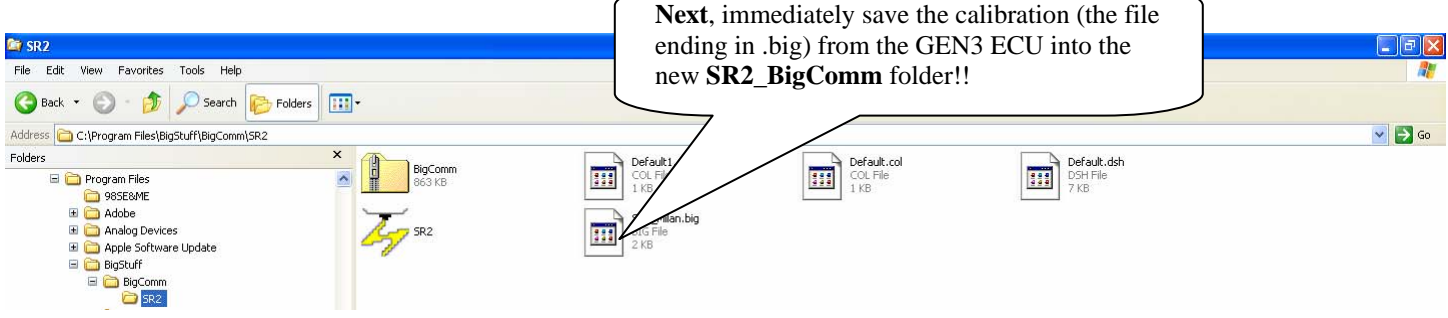 Next, immediately save the calibration (the file
ending in .big) from the GEN3 ECU into the
new SR2_BigComm folder!!
SR2
File Edit View Favorites Tools Help
Back Search Folders
Address C:\Program Files\BigStuff\BigComm\SR2 Go
Folders
Program Files
98SE&ME
Adobe
Analog Devices
Apple Software Update
BigStuff
BigComm
SR2
BigComm
863 KB
Default1
COL File
1 KB
Default.col
COL File
1 KB
Default.dsh
DSH File
7 KB
SR2
BIG File
2 KB